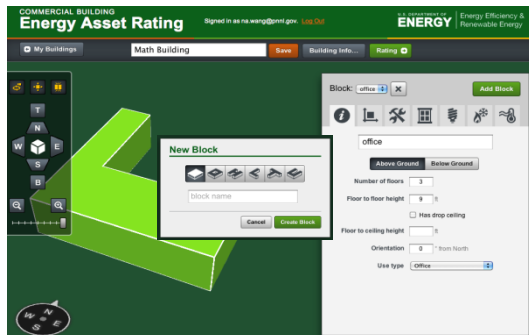 COMMERCIAL BUILDING
Energy Asset Rating
Signed in as na.wang@pnnl.gov. Log Out
U.S. DEPARTMENT OF
ENERGY
Energy Efficiency &
Renewable Energy
My Buildings
Math Building
Save
Building Info...
Rating
Block: office
Add Block
T
N
W
E
S
B
New Block
block name
Cancel
Create Block
office
Above Ground
Below Ground
Number of floors 3
Floor to floor height 9 ft
Has drop ceiling
Floor to ceiling height ft
Orientation 0 ° from North
Use type Office
N
W
E
S